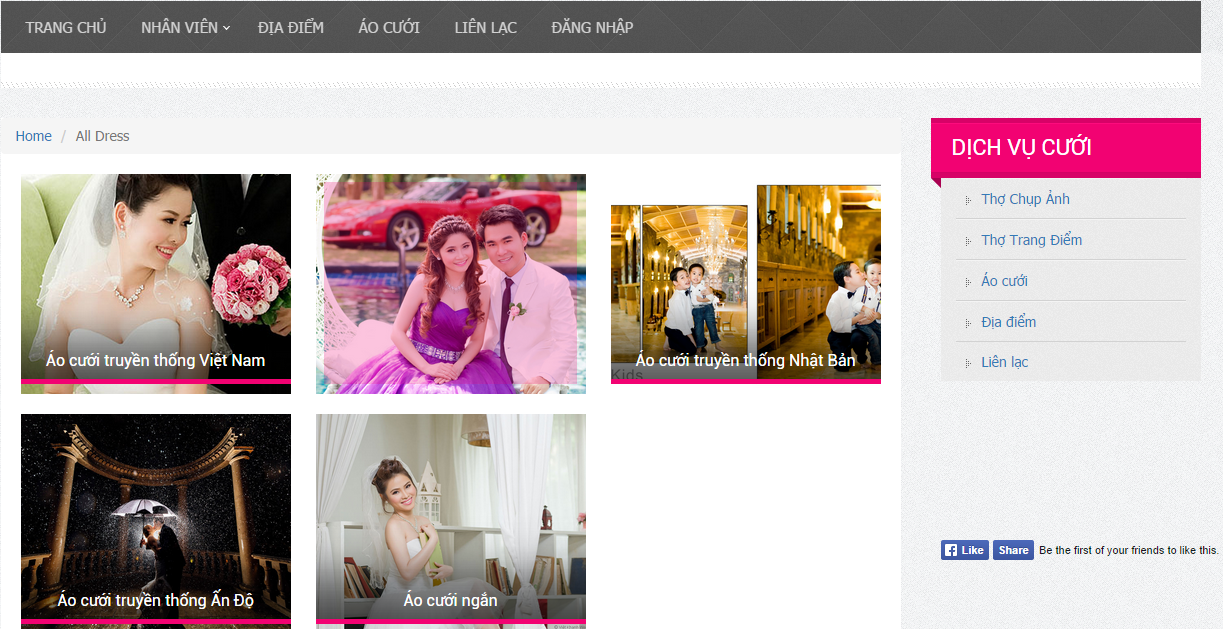 TRANG CHỦ NHÂN VIÊN ĐỊA ĐIỂM ÁO CƯỚI LIÊN LẠC ĐĂNG NHẬP
Home / All Dress
DỊCH VỤ CƯỚI
Thợ Chụp Ảnh
Thợ Trang Điểm
Áo cưới
Địa điểm
Liên lạc
Áo cưới truyền thống Việt Nam
Áo cưới truyền thống Nhật Bản
Kids
Áo cưới truyền thống Ấn Độ
Áo cưới ngắn
Like Share Be the first of your friends to like this.